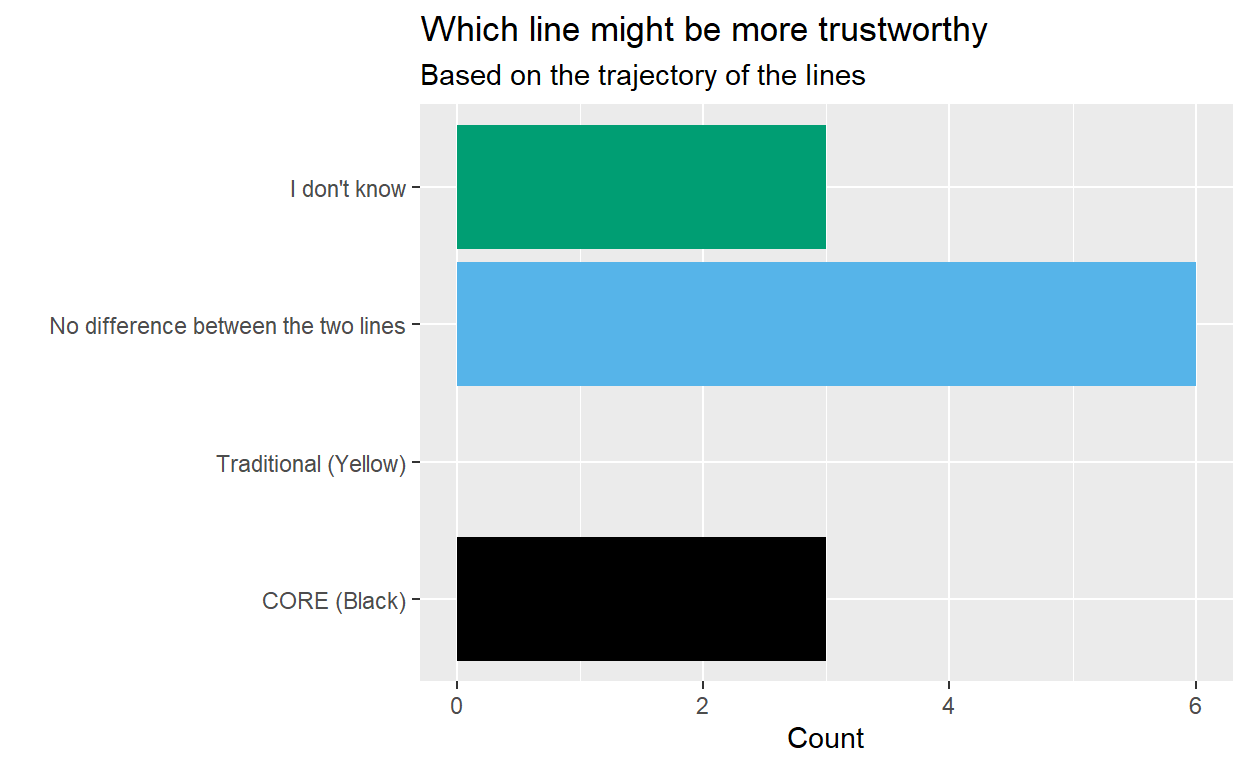 Which line might be more trustworthy
Based on the trajectory of the lines
I don't know
No difference between the two lines
Traditional (Yellow)
CORE (Black)
0 2 4 6
Count